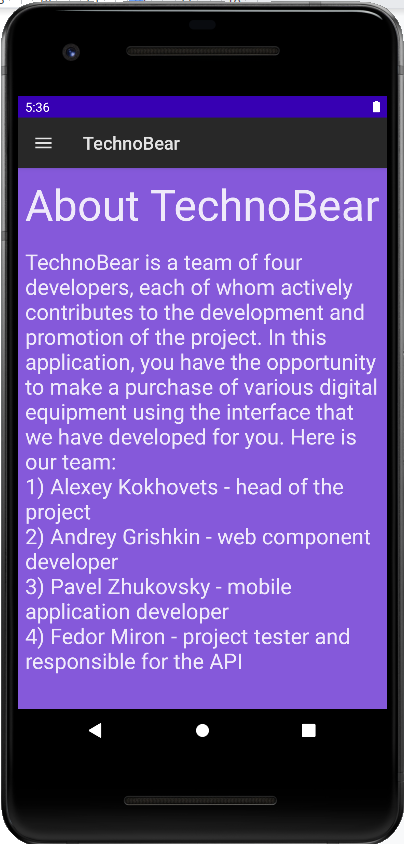 5:36
TechnoBear
About TechnoBear
TechnoBear is a team of four
developers, each of whom actively
contributes to the development and
promotion of the project. In this
application, you have the opportunity
to make a purchase of various digital
equipment using the interface that
we have developed for you. Here is
our team:
1) Alexey Kokhovets - head of the
project
2) Andrey Grishkin - web component
developer
3) Pavel Zhukovsky - mobile
application developer
4) Fedor Miron - project tester and
responsible for the API